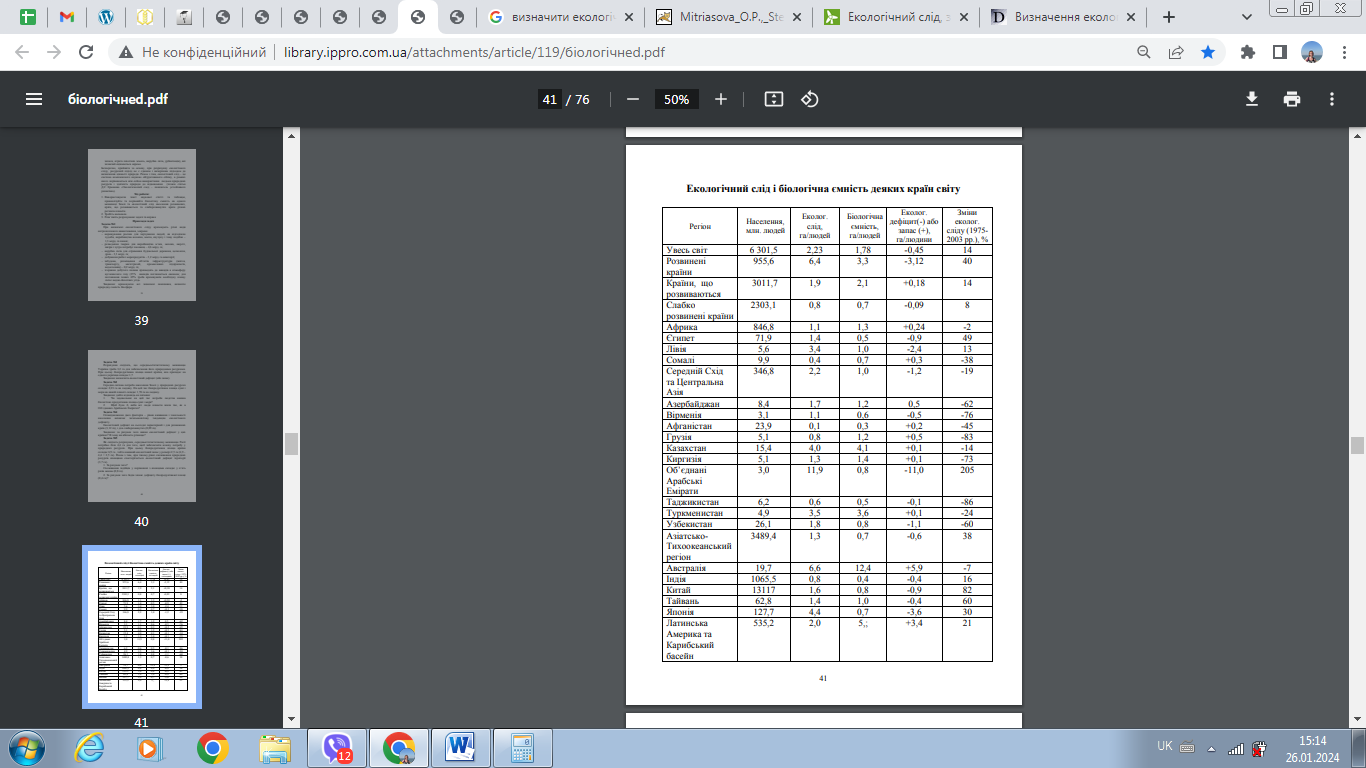 визначити екологі
Mitriasova_O.P.,_Ste
Екологічний слід, з
Визначення еколо
Не конфіденційний
library.ippro.com.ua/attachments/article/119/біологічнеd.pdf
біологічнеd.pdf
41 / 76
50%
39
40
41
Екологічний слід і біологічна ємність деяких країн світу
Регіон Населення, млн. людей Еколог. слід, га/людей Біологічна ємність, га/людей Еколог. дефіцит(-) або запас (+), га/людини Зміни еколог. сліду (1975-2003 рр.), %
Увесь світ 6 301,5 2,23 1,78 -0,45 14
Розвинені країни 955,6 6,4 3,3 -3,12 40
Країни, що розвиваються 3011,7 1,9 2,1 +0,18 14
Слабко розвинені країни 2303,1 0,8 0,7 -0,09 8
Африка 846,8 1,1 1,3 +0,24 -2
Єгипет 71,9 1,4 0,5 -0,9 49
Лівія 5,6 3,4 1,0 -2,4 13
Сомалі 9,9 0,4 0,7 +0,3 -38
Середній Схід та Центральна Азія 346,8 2,2 1,0 -1,2 -19
Азербайджан 8,4 1,7 1,2 0,5 -62
Вірменія 3,1 1,1 0,6 -0,5 -76
Афганістан 23,9 0,1 0,3 +0,2 -45
Грузія 5,1 0,8 1,2 +0,5 -83
Казахстан 15,4 4,0 4,1 +0,1 -14
Киргизія 5,1 1,3 1,4 +0,1 -73
Об'єднані Арабські Емірати 3,0 11,9 0,8 -11,0 205
Таджикистан 6,2 0,6 0,5 -0,1 -86
Туркменистан 4,9 3,5 3,6 +0,1 -24
Узбекистан 26,1 1,8 0,8 -1,1 -60
Азіатсько-Тихоокеанський регіон 3489,4 1,3 0,7 -0,6 38
Австралія 19,7 6,6 12,4 +5,9 -7
Індія 1065,5 0,8 0,4 -0,4 16
Китай 13117 1,6 0,8 -0,9 82
Тайвань 62,8 1,4 1,0 -0,4 60
Японія 127,7 4,4 0,7 -3,6 30
Латинська Америка та Карибський басейн 535,2 2,0 5,; +3,4 21
41
12
UK
15:14
26.01.2024